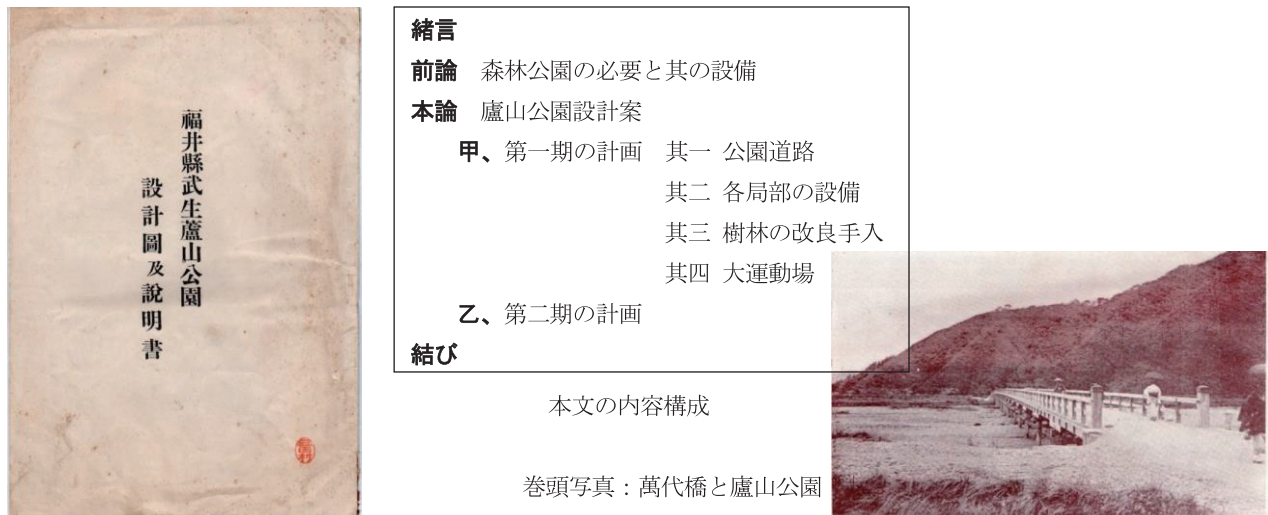 福井縣武生蘆山公園
設計圖及說明書
緒言
前論 森林公園の必要と其の設備
本論 廬山公園設計案
甲、第一期の計画 其一 公園道路
其二 各局部の設備
其三 樹林の改良手入
其四 大運動場
乙、第二期の計画
結び
本文の内容構成
巻頭写真：萬代橋と廬山公園